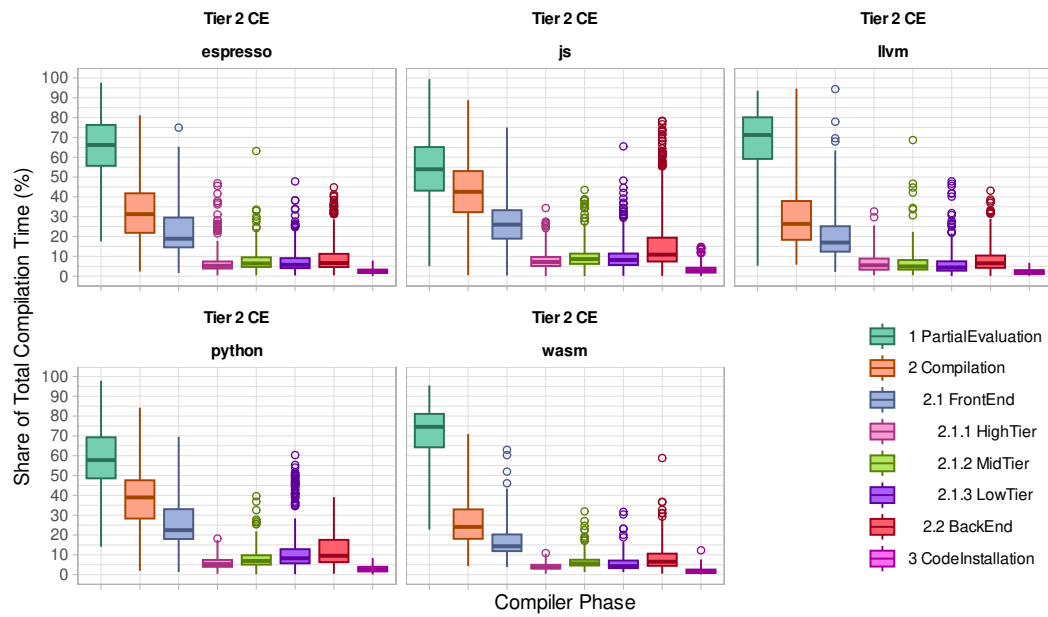 Tier 2 CE
Tier 2 CE
Tier 2 CE
espresso
js
llvm
100
90
80
70
60
50
40
30
20
10
0
Tier 2 CE
Tier 2 CE
python
wasm
100
90
80
70
60
50
40
30
20
10
0
Share of Total Compilation Time (%)
Compiler Phase
1 PartialEvaluation
2 Compilation
2.1 FrontEnd
2.1.1 HighTier
2.1.2 MidTier
2.1.3 LowTier
2.2 BackEnd
3 CodeInstallation